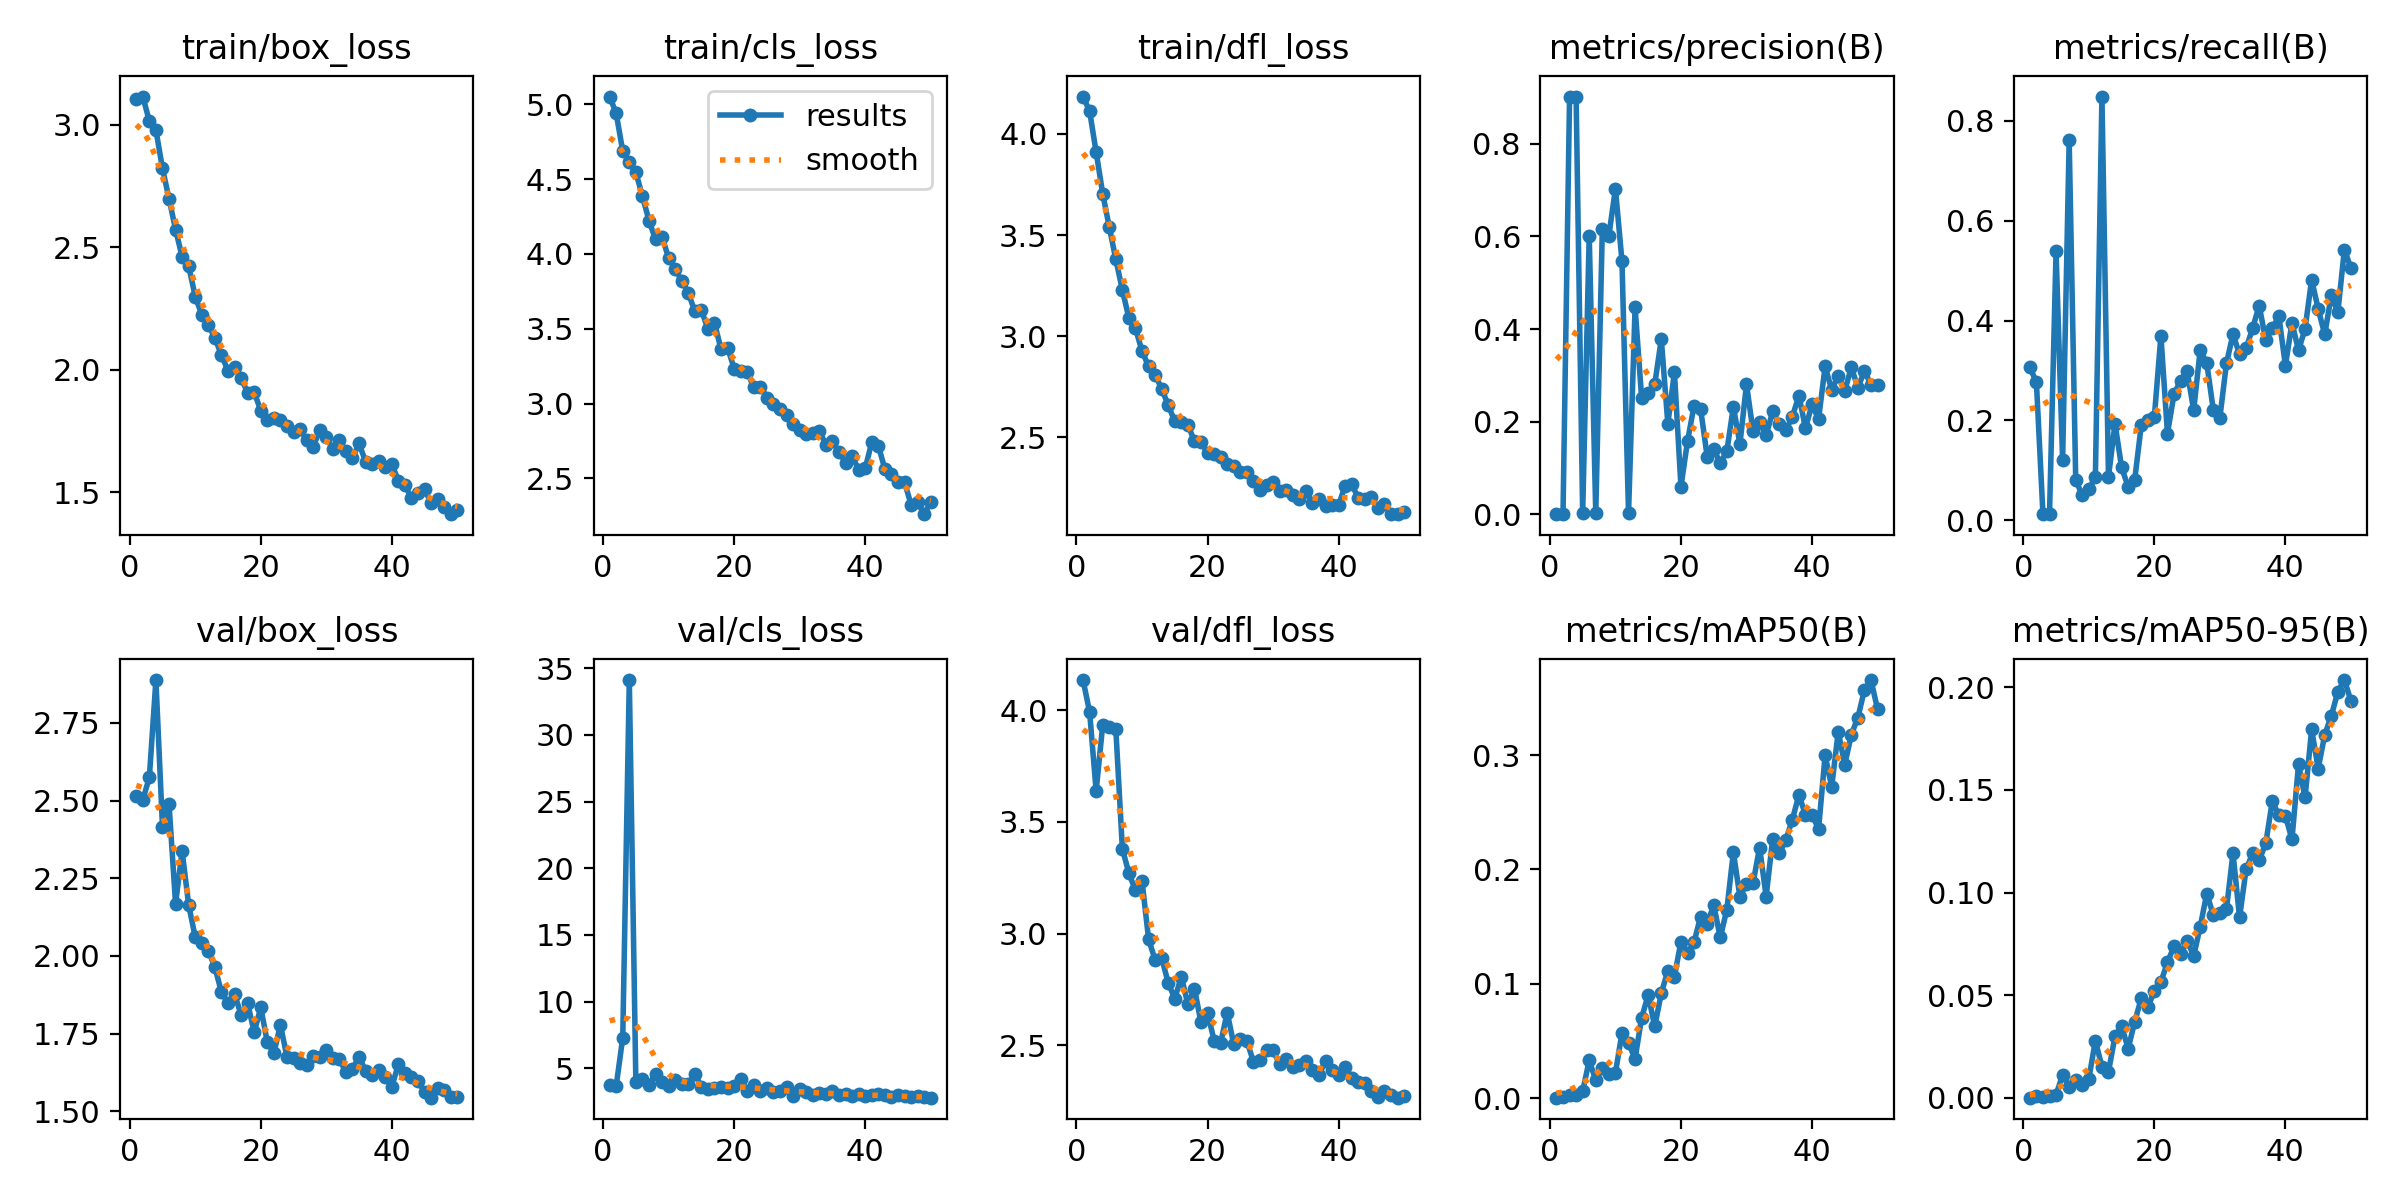 train/box_loss
3.0
2.5
2.0
1.5
0 20 40
train/cls_loss
results
smooth
5.0
4.5
4.0
3.5
3.0
2.5
0 20 40
train/dfl_loss
4.0
3.5
3.0
2.5
0 20 40
metrics/precision(B)
0.8
0.6
0.4
0.2
0.0
0 20 40
metrics/recall(B)
0.8
0.6
0.4
0.2
0.0
0 20 40
val/box_loss
2.75
2.50
2.25
2.00
1.75
1.50
0 20 40
val/cls_loss
35
30
25
20
15
10
5
0 20 40
val/dfl_loss
4.0
3.5
3.0
2.5
0 20 40
metrics/mAP50(B)
0.3
0.2
0.1
0.0
0 20 40
metrics/mAP50-95(B)
0.20
0.15
0.10
0.05
0.00
0 20 40